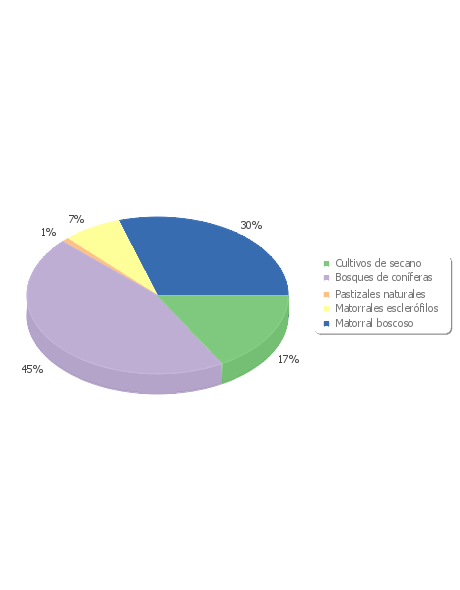 7%
30%
1%
Cultivos de secano
Bosques de coníferas
Pastizales naturales
Matorrales esclerófilos
Matorral boscoso
17%
45%